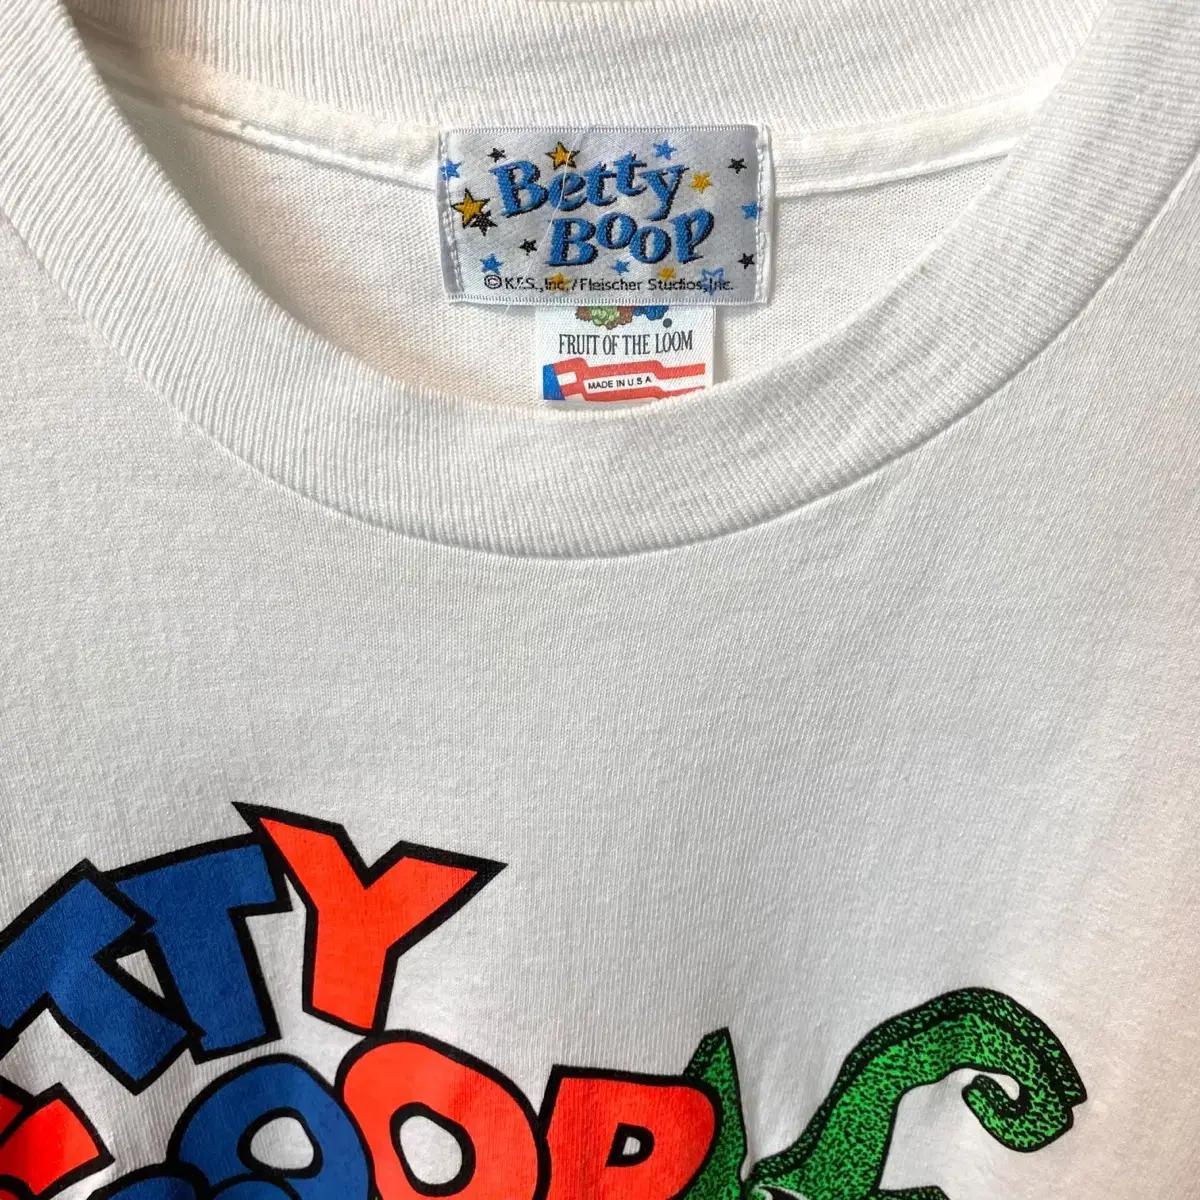 Betty
Boop
©K.F.S., Inc./Fleischer Studios, Inc.
FRUIT OF THE LOOM
MADE IN U.S.A
TTY
OOP